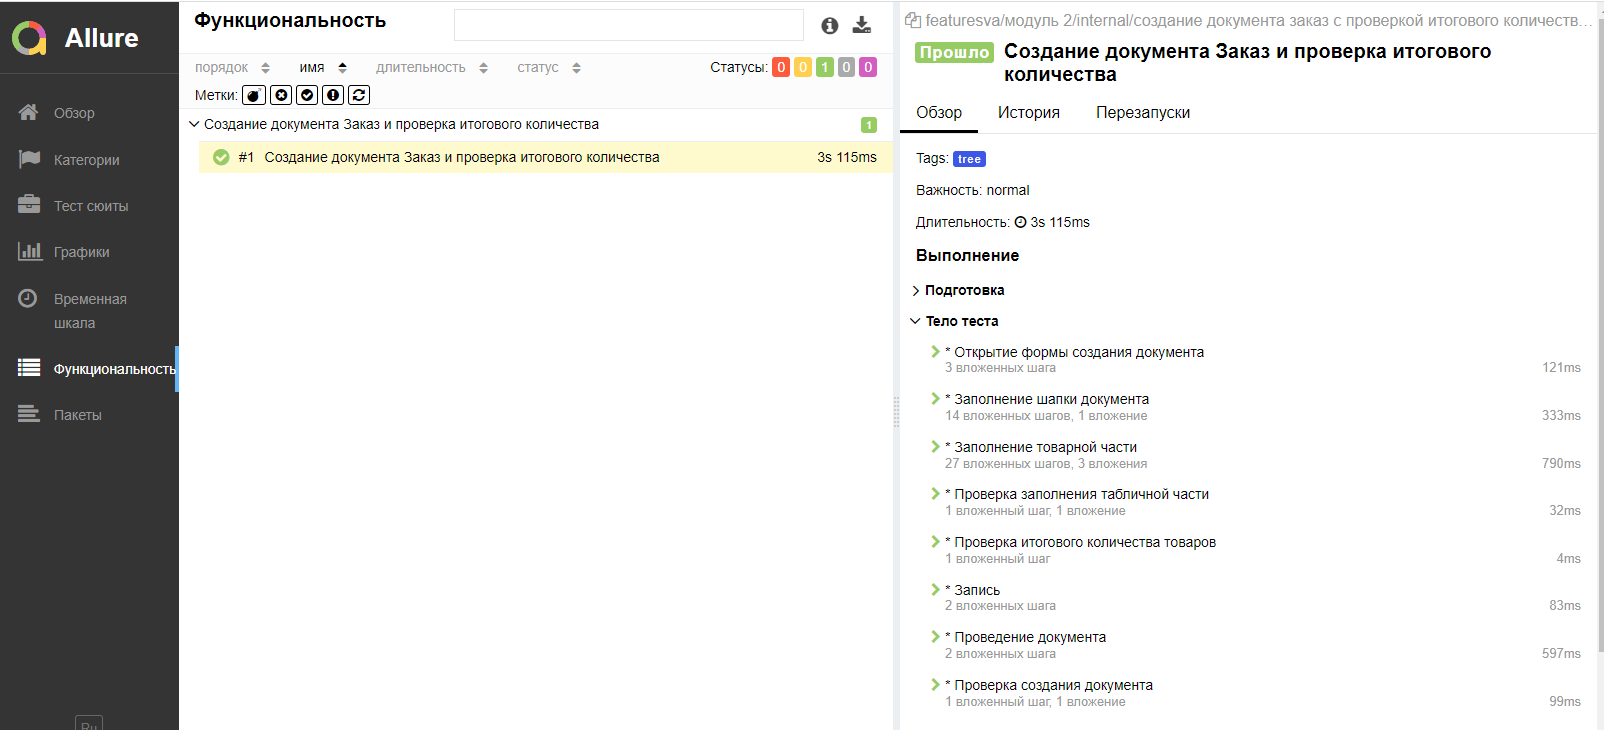 Allure
Обзор
Категории
Тест сюиты
Графики
Временная
шкала
Функциональность
Пакеты
Ru
Функциональность
порядок имя длительность статус Статусы: 0 0 1 0 0
Метки:
Создание документа Заказ и проверка итогового количества 1
#1 Создание документа Заказ и проверка итогового количества 3s 115ms
featuresva/модуль 2/internal/создание документа заказ с проверкой итогового количеств...
Прошло Создание документа Заказ и проверка итогового
количества
Обзор История Перезапуски
Tags: tree
Важность: normal
Длительность: 3s 115ms
Выполнение
Подготовка
Тело теста
* Открытие формы создания документа
3 вложенных шага 121ms
* Заполнение шапки документа
14 вложенных шагов, 1 вложение 333ms
* Заполнение товарной части
27 вложенных шагов, 3 вложения 790ms
* Проверка заполнения табличной части
1 вложенный шаг, 1 вложение 32ms
* Проверка итогового количества товаров
1 вложенный шаг 4ms
* Запись
2 вложенных шага 83ms
* Проведение документа
2 вложенных шага 597ms
* Проверка создания документа
1 вложенный шаг, 1 вложение 99ms